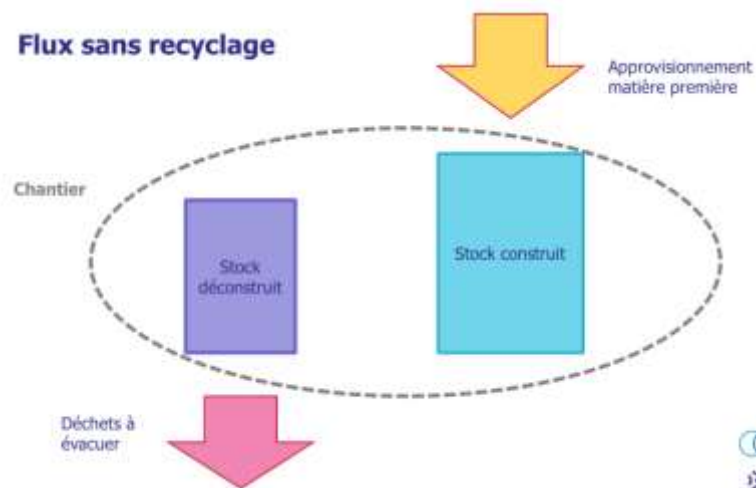 Flux sans recyclage
Approvisionnement
matière première
Chantier
Stock
déconstruit
Stock construit
Déchets à
évacuer